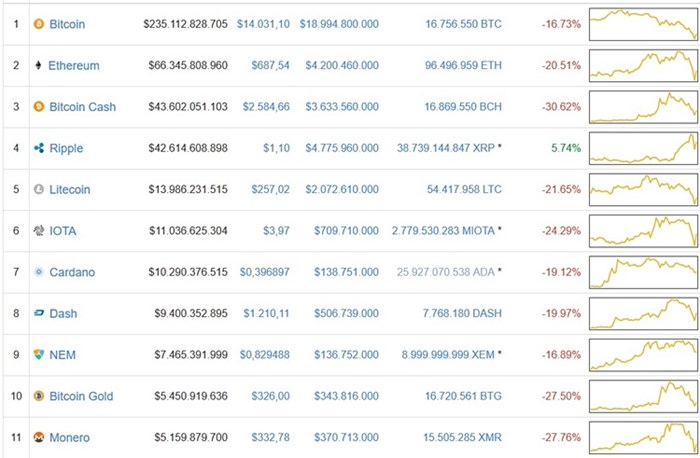 1 Bitcoin $235.112.828.705 $14.031,10 $18.994.800.000 16.756.550 BTC -16.73%
2 Ethereum $66.345.808.960 $687,54 $4.200.460.000 96.496.959 ETH -20.51%
3 Bitcoin Cash $43.602.051.103 $2.584,66 $3.633.560.000 16.869.550 BCH -30.62%
4 Ripple $42.614.608.898 $1,10 $4.775.960.000 38.739.144.847 XRP * 5.74%
5 Litecoin $13.986.231.515 $257,02 $2.072.610.000 54.417.958 LTC -21.65%
6 IOTA $11.036.625.304 $3,97 $709.710.000 2.779.530.283 MIOTA * -24.29%
7 Cardano $10.290.376.515 $0,396897 $138.751.000 25.927.070.538 ADA * -19.12%
8 Dash $9.400.352.895 $1.210,11 $506.739.000 7.768.180 DASH -19.97%
9 NEM $7.465.391.999 $0,829488 $136.752.000 8.999.999.999 XEM * -16.89%
10 Bitcoin Gold $5.450.919.636 $326,00 $343.816.000 16.720.561 BTG -27.50%
11 Monero $5.159.879.700 $332,78 $370.713.000 15.505.285 XMR -27.76%